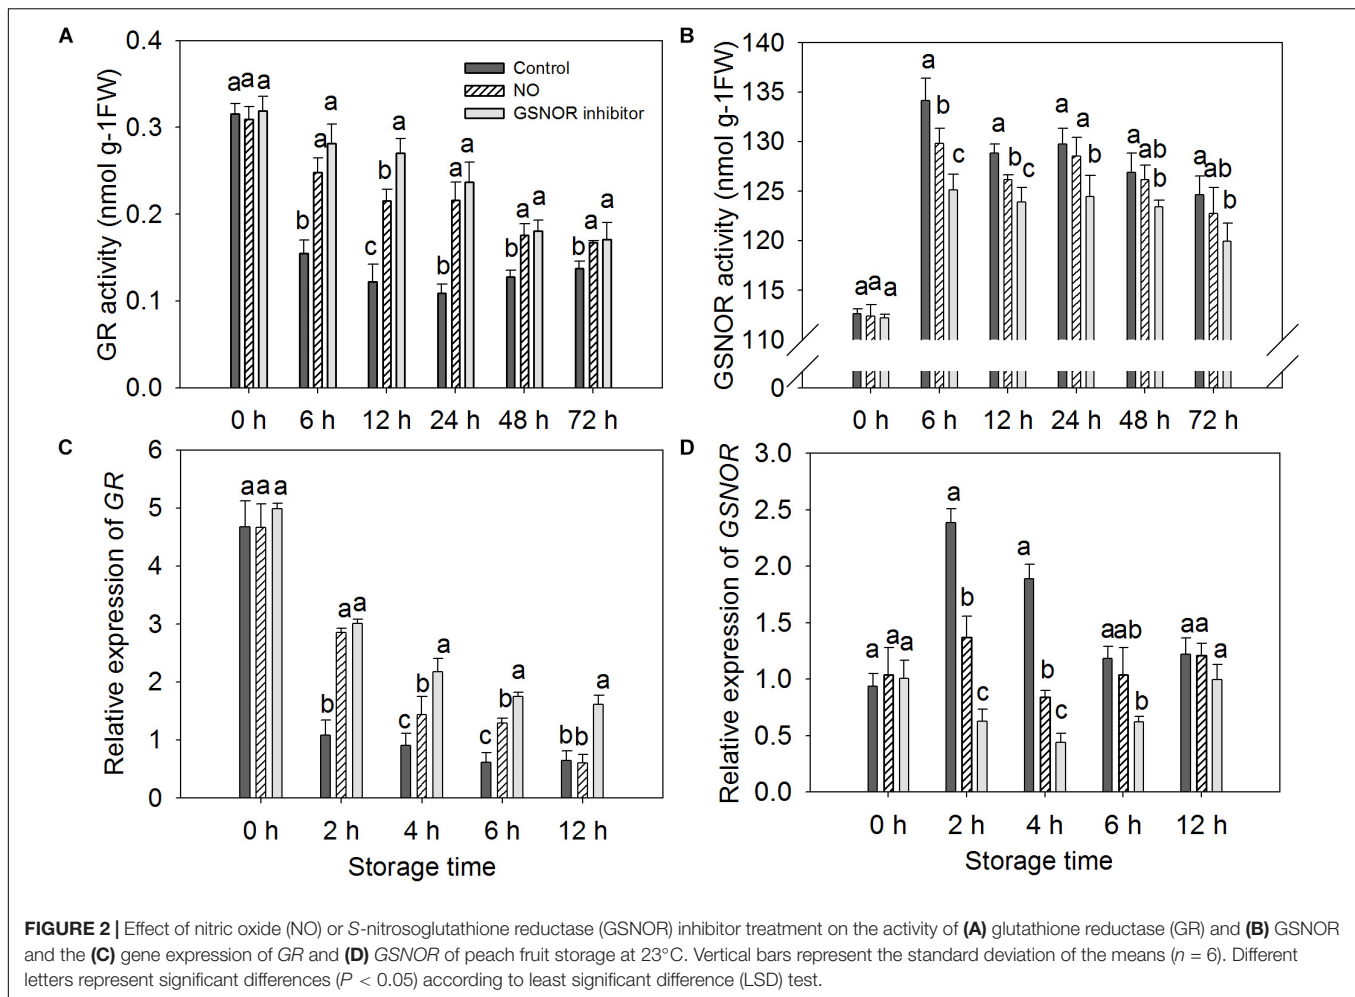 A
GR activity (nmol g-1FW)
0.4
0.3
0.2
0.1
0.0
Control
NO
GSNOR inhibitor
a a a
b a a
c b a
b a a
b a a
b a a
0 h 6 h 12 h 24 h 48 h 72 h
B
GSNOR activity (nmol g-1FW)
140
135
130
125
120
115
110
0
a a a
a b c
a b c
a a b
a ab b
a ab b
0 h 6 h 12 h 24 h 48 h 72 h
C
Relative expression of GR
6
5
4
3
2
1
0
a a a
b a a
c b a
c b a
b b a
0 h 2 h 4 h 6 h 12 h
Storage time
D
Relative expression of GSNOR
3.0
2.5
2.0
1.5
1.0
0.5
0.0
a a a
a b c
a b c
a ab b
a a a
0 h 2 h 4 h 6 h 12 h
Storage time
FIGURE 2 | Effect of nitric oxide (NO) or S-nitrosoglutathione reductase (GSNOR) inhibitor treatment on the activity of (A) glutathione reductase (GR) and (B) GSNOR
and the (C) gene expression of GR and (D) GSNOR of peach fruit storage at 23°C. Vertical bars represent the standard deviation of the means (n = 6). Different
letters represent significant differences (P < 0.05) according to least significant difference (LSD) test.